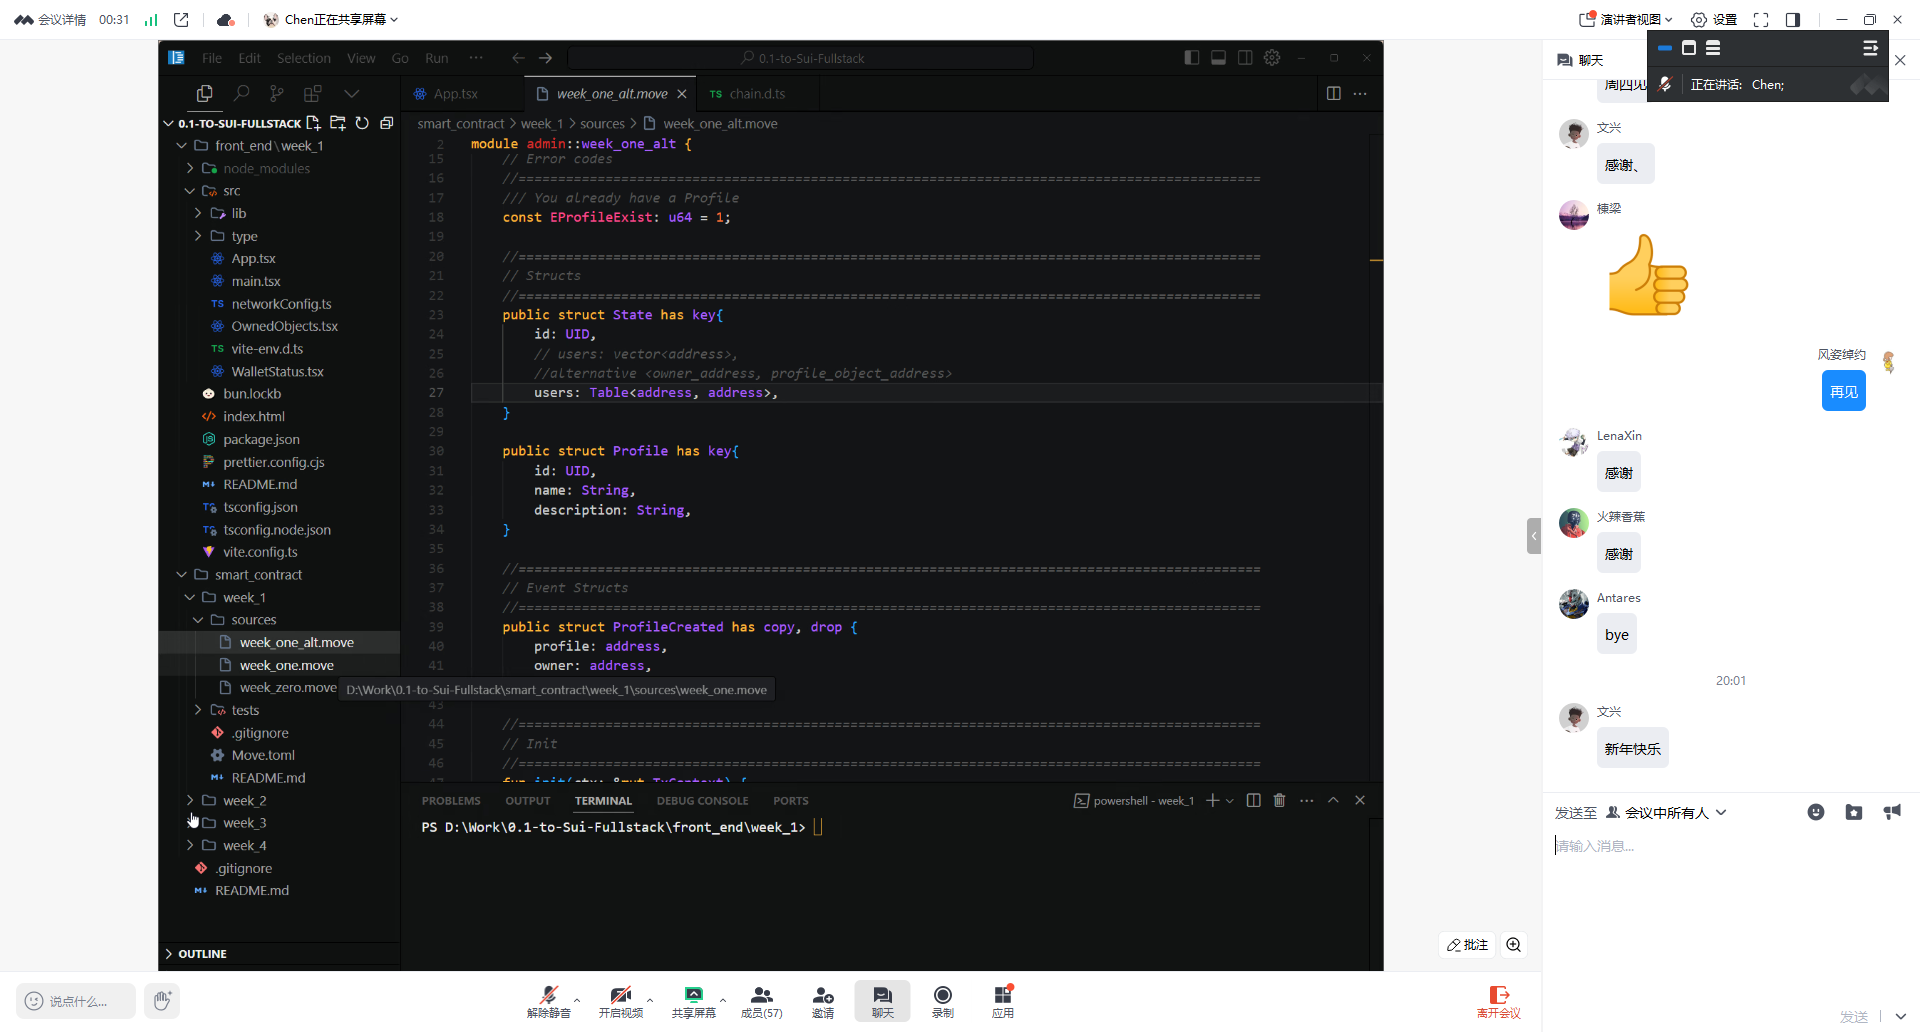 会议详情 00:31 Chen正在共享屏幕 演讲者视图 设置
File Edit Selection View Go Run ··· 0.1-to-Sui-Fullstack
App.tsx week_one_alt.move chain.d.ts
smart_contract > week_1 > sources > week_one_alt.move
0.1-TO-SUI-FULLSTACK
front_end\week_1
node_modules
src
lib
type
App.tsx
main.tsx
TS networkConfig.ts
OwnedObjects.tsx
TS vite-env.d.ts
WalletStatus.tsx
bun.lockb
index.html
package.json
prettier.config.cjs
README.md
tsconfig.json
tsconfig.node.json
vite.config.ts
smart_contract
week_1
sources
week_one_alt.move
week_one.move
week_zero.move
D:\Work\0.1-to-Sui-Fullstack\smart_contract\week_1\sources\week_one.move
tests
.gitignore
Move.toml
README.md
week_2
week_3
week_4
.gitignore
README.md
OUTLINE
2 module admin::week_one_alt {
15 // Error codes
16 //==============================================================================================
17 /// You already have a Profile
18 const EProfileExist: u64 = 1;
19
20 //==============================================================================================
21 // Structs
22 //==============================================================================================
23 public struct State has key{
24 id: UID,
25 // users: vector<address>,
26 //alternative <owner_address, profile_object_address>
27 users: Table<address, address>,
28 }
29
30 public struct Profile has key{
31 id: UID,
32 name: String,
33 description: String,
34 }
35
36 //==============================================================================================
37 // Event Structs
38 //==============================================================================================
39 public struct ProfileCreated has copy, drop {
40 profile: address,
41 owner: address,
43
44 //==============================================================================================
45 // Init
46 //==============================================================================================
47 fun init(ctx: &mut TxContext) {
PROBLEMS OUTPUT TERMINAL DEBUG CONSOLE PORTS powershell - week_1
PS D:\Work\0.1-to-Sui-Fullstack\front_end\week_1>
聊天
正在讲话: Chen;
周四见
文兴
感谢、
棟梁
风姿绰约
再见
LenaXin
感谢
火辣香蕉
感谢
Antares
bye
20:01
文兴
新年快乐
发送至 会议中所有人
请输入消息...
发送
批注
说点什么...
解除静音 开启视频 共享屏幕 成员(57) 邀请 聊天 录制 应用 离开会议